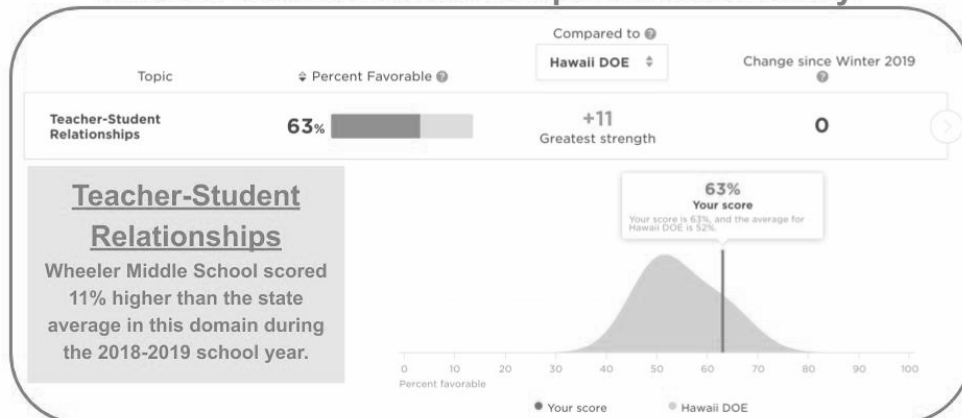 Compared to
Hawaii DOE
Topic
Percent Favorable
Change since Winter 2019
Teacher-Student
Relationships
63%
+11
Greatest strength
0
Teacher-Student
Relationships
Wheeler Middle School scored
11% higher than the state
average in this domain during
the 2018-2019 school year.
63%
Your score
Your score is 63%, and the average for
Hawaii DOE is 52%.
0 10 20 30 40 50 60 70 80 90 100
Percent favorable
Your score Hawaii DOE